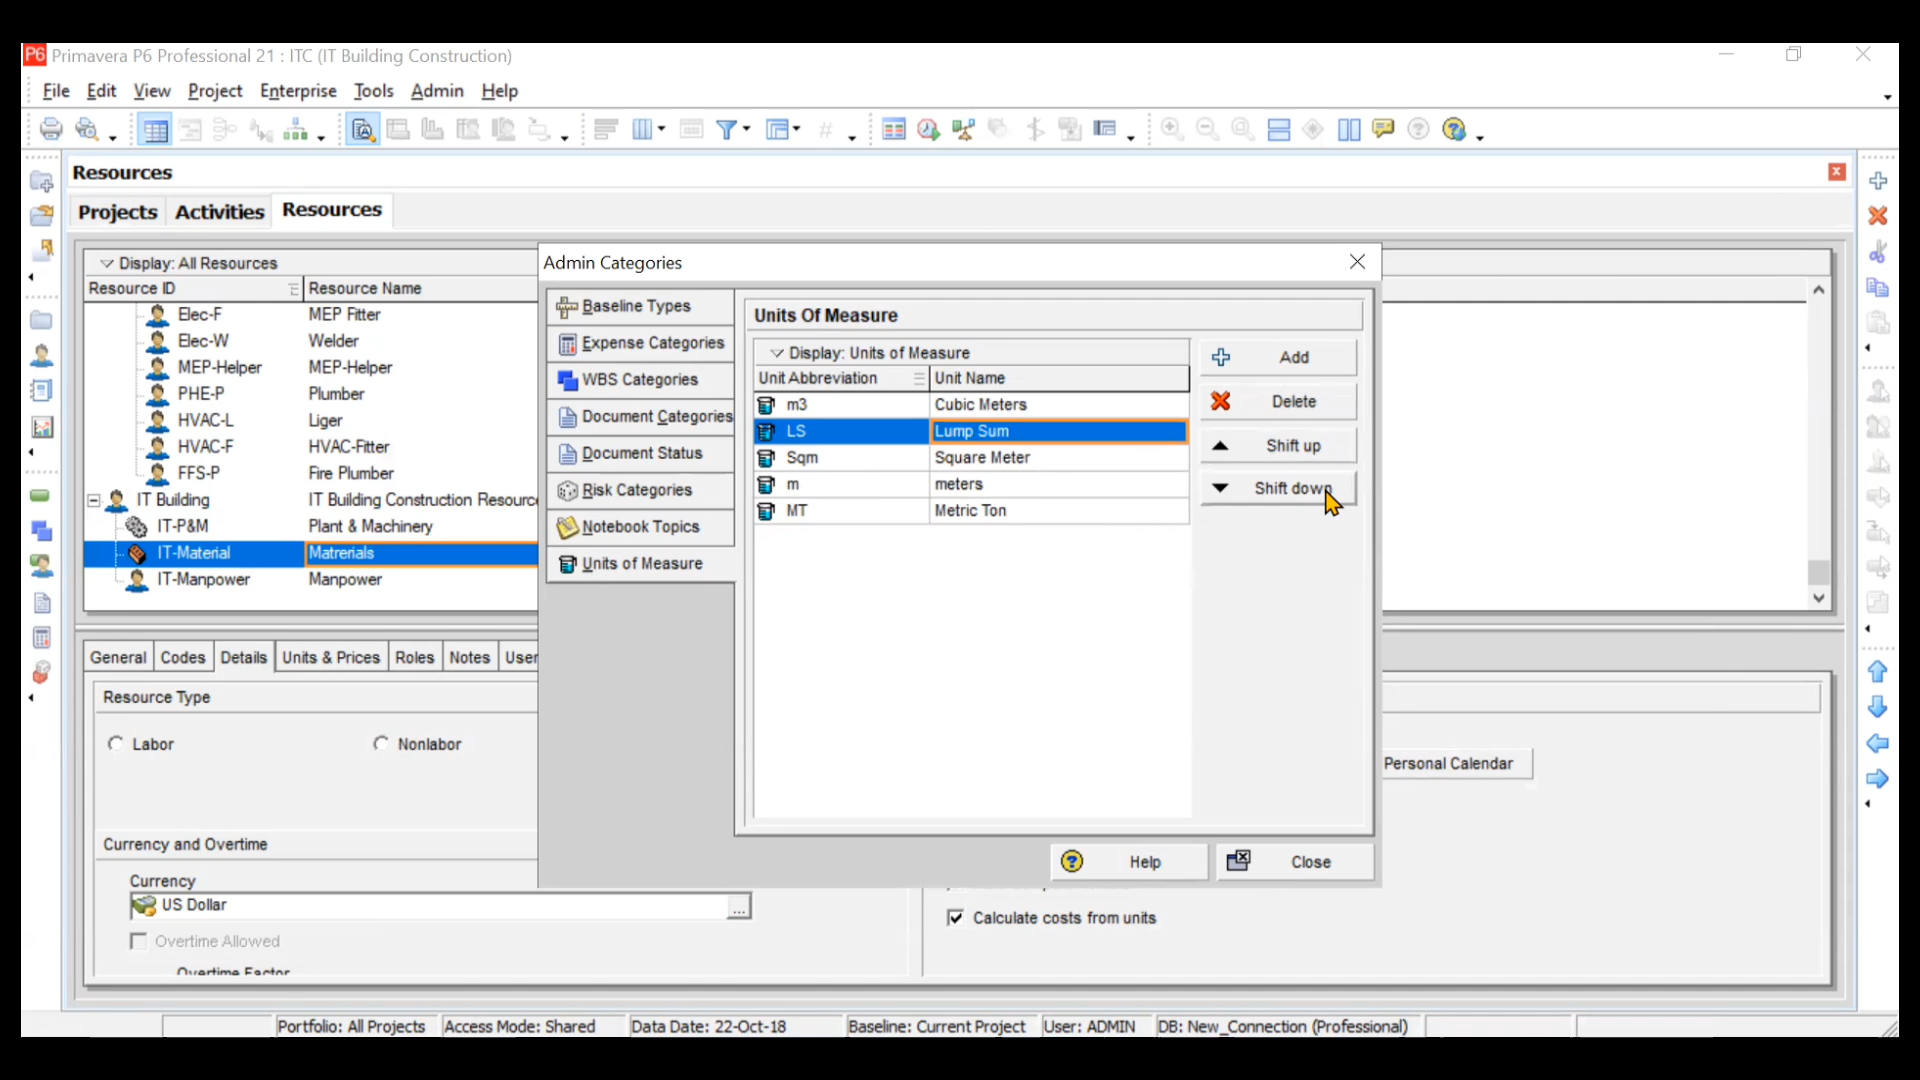 P6 Primavera P6 Professional 21 : ITC (IT Building Construction)
File Edit View Project Enterprise Tools Admin Help
Resources
Projects Activities Resources
Display: All Resources
Resource ID Resource Name
Elec-F MEP Fitter
Elec-W Welder
MEP-Helper MEP-Helper
PHE-P Plumber
HVAC-L Liger
HVAC-F HVAC-Fitter
FFS-P Fire Plumber
IT Building IT Building Construction Resource
IT-P&M Plant & Machinery
IT-Material Matrerials
IT-Manpower Manpower
General Codes Details Units & Prices Roles Notes User
Resource Type
Labor Nonlabor
Personal Calendar
Currency and Overtime
Currency
US Dollar ...
Overtime Allowed
Overtime Factor
Calculate costs from units
Admin Categories
Baseline Types
Expense Categories
WBS Categories
Document Categories
Document Status
Risk Categories
Notebook Topics
Units of Measure
Units Of Measure
Display: Units of Measure
Unit Abbreviation Unit Name
m3 Cubic Meters
LS Lump Sum
Sqm Square Meter
m meters
MT Metric Ton
Add
Delete
Shift up
Shift down
Help Close
Portfolio: All Projects Access Mode: Shared Data Date: 22-Oct-18 Baseline: Current Project User: ADMIN DB: New_Connection (Professional)